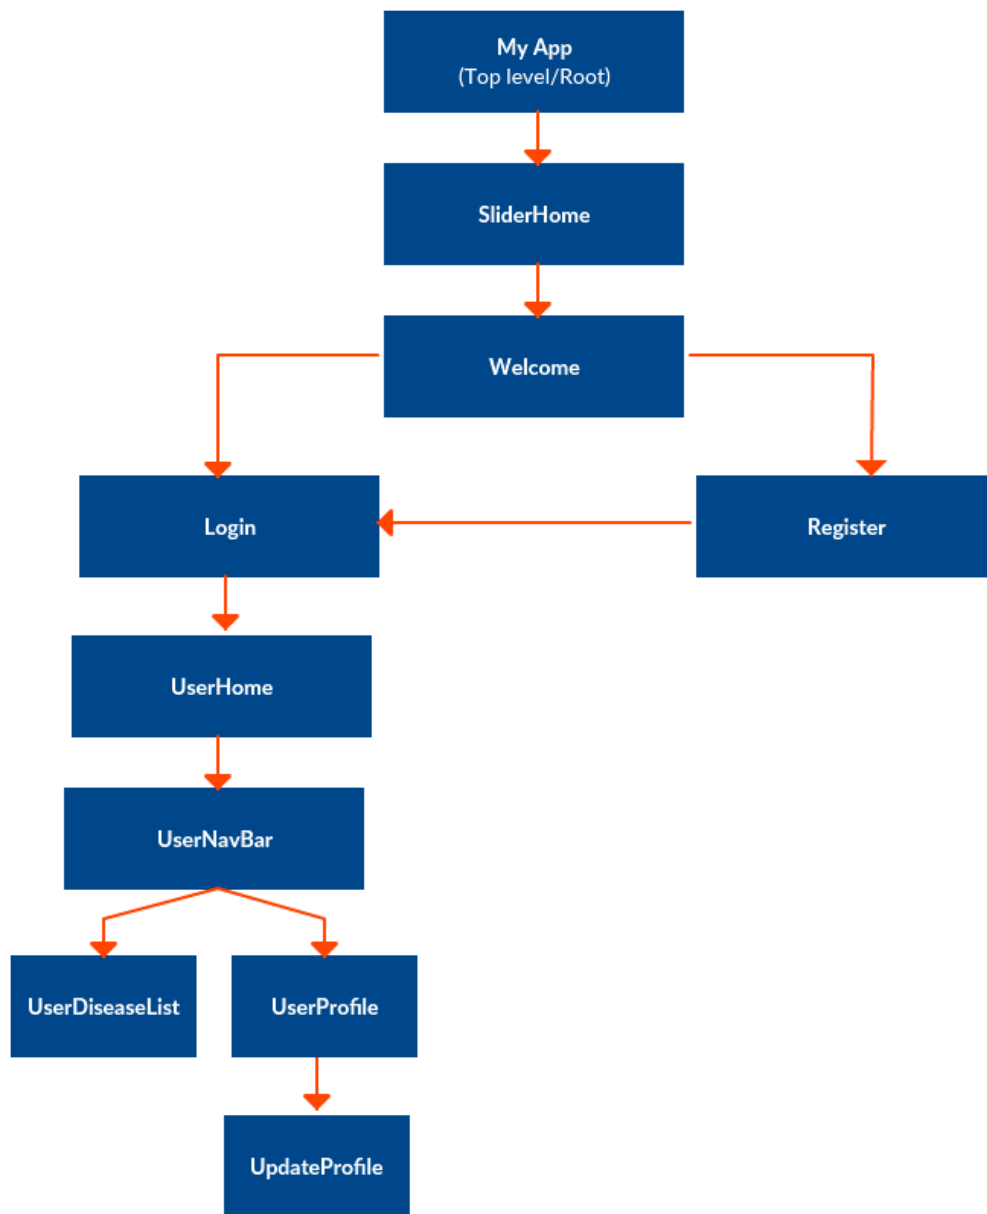 My App
(Top level/Root)
SliderHome
Welcome
Login
Register
UserHome
UserNavBar
UserDiseaseList
UserProfile
UpdateProfile